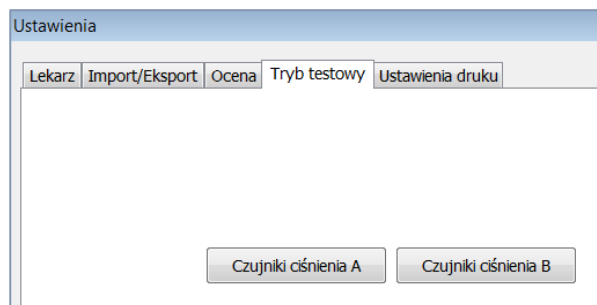 Ustawienia
Lekarz Import/Eksport Ocena Tryb testowy Ustawienia druku
Czujniki ciśnienia A Czujniki ciśnienia B